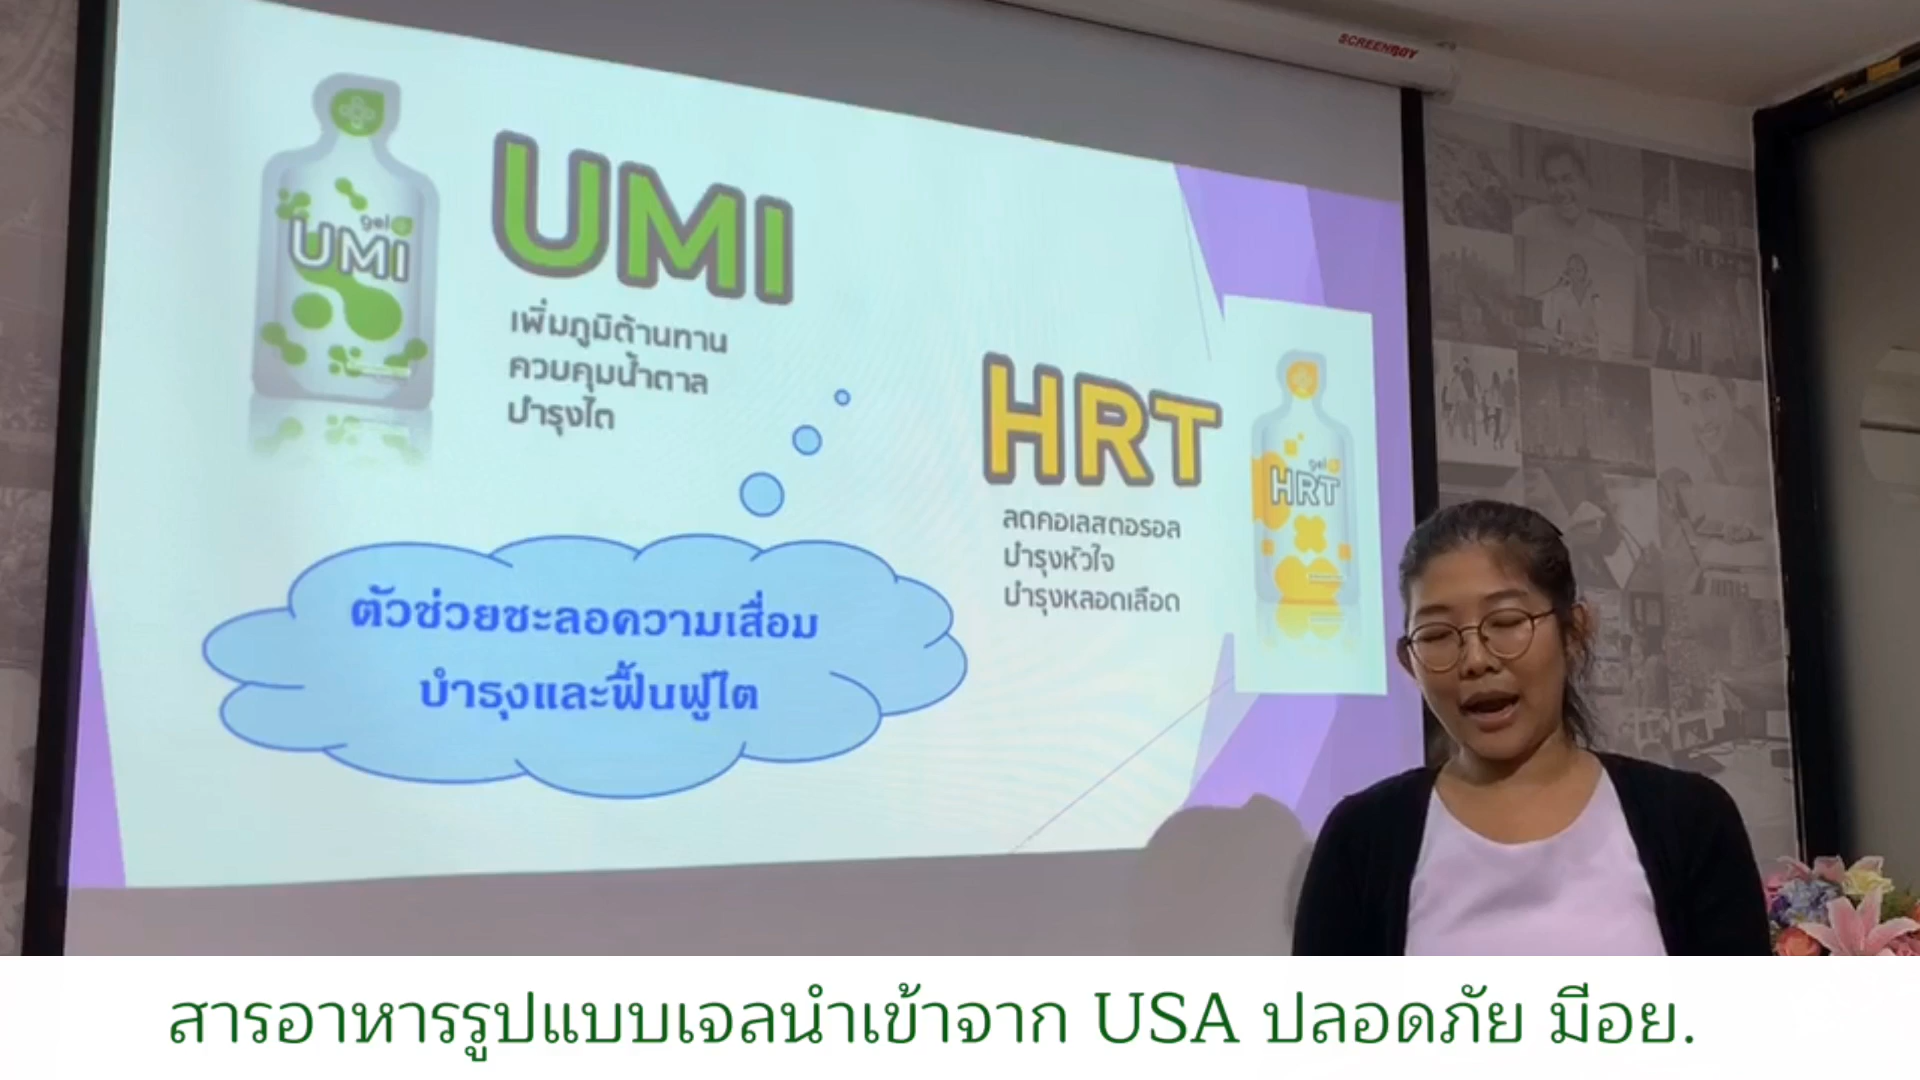 SCREENBOY
gel
UMI
UMI
เพิ่มภูมิต้านทาน
ควบคุมน้ำตาล
บำรุงไต
HRT
gel
HRT
ลดคอเลสตอรอล
บำรุงหัวใจ
บำรุงหลอดเลือด
ตัวช่วยชะลอความเสื่อม
บำรุงและฟื้นฟูไต
สารอาหารรูปแบบเจลนำเข้าจาก USA ปลอดภัย มีอย.